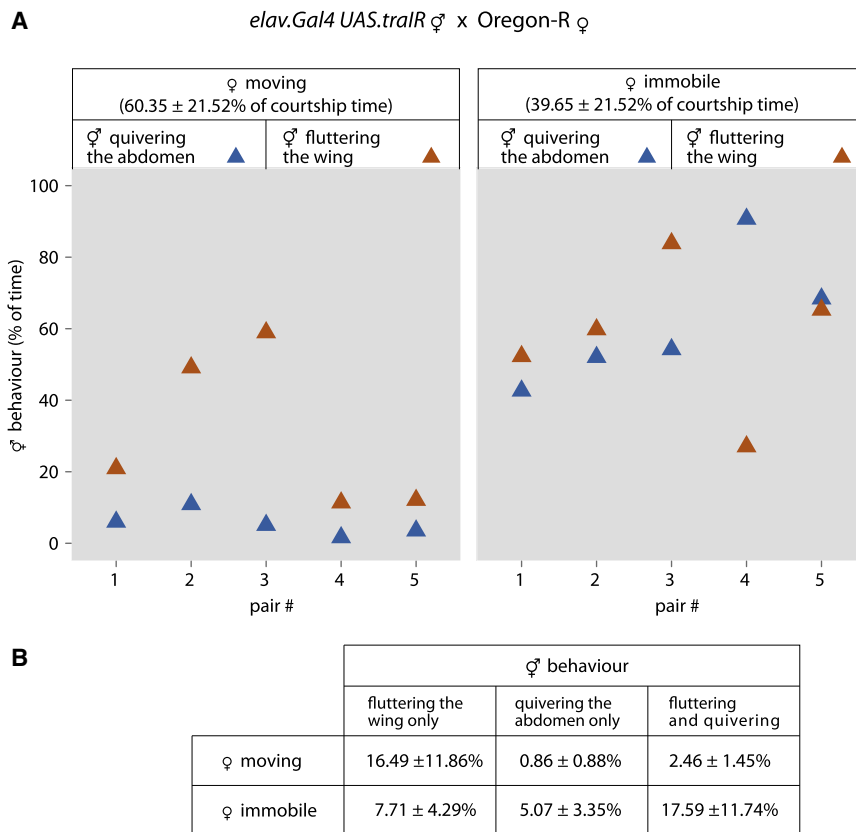 A
elav.Gal4 UAS.traIR ⚥ x Oregon-R ♀
♀ moving
(60.35 ± 21.52% of courtship time)
♀ immobile
(39.65 ± 21.52% of courtship time)
⚥ quivering
the abdomen
⚥ fluttering
the wing
⚥ quivering
the abdomen
⚥ fluttering
the wing
⚥ behaviour (% of time)
100
80
60
40
20
0
1 2 3 4 5
pair #
1 2 3 4 5
pair #
B
⚥ behaviour
fluttering the
wing only
quivering the
abdomen only
fluttering
and quivering
♀ moving 16.49 ±11.86% 0.86 ± 0.88% 2.46 ± 1.45%
♀ immobile 7.71 ± 4.29% 5.07 ± 3.35% 17.59 ±11.74%